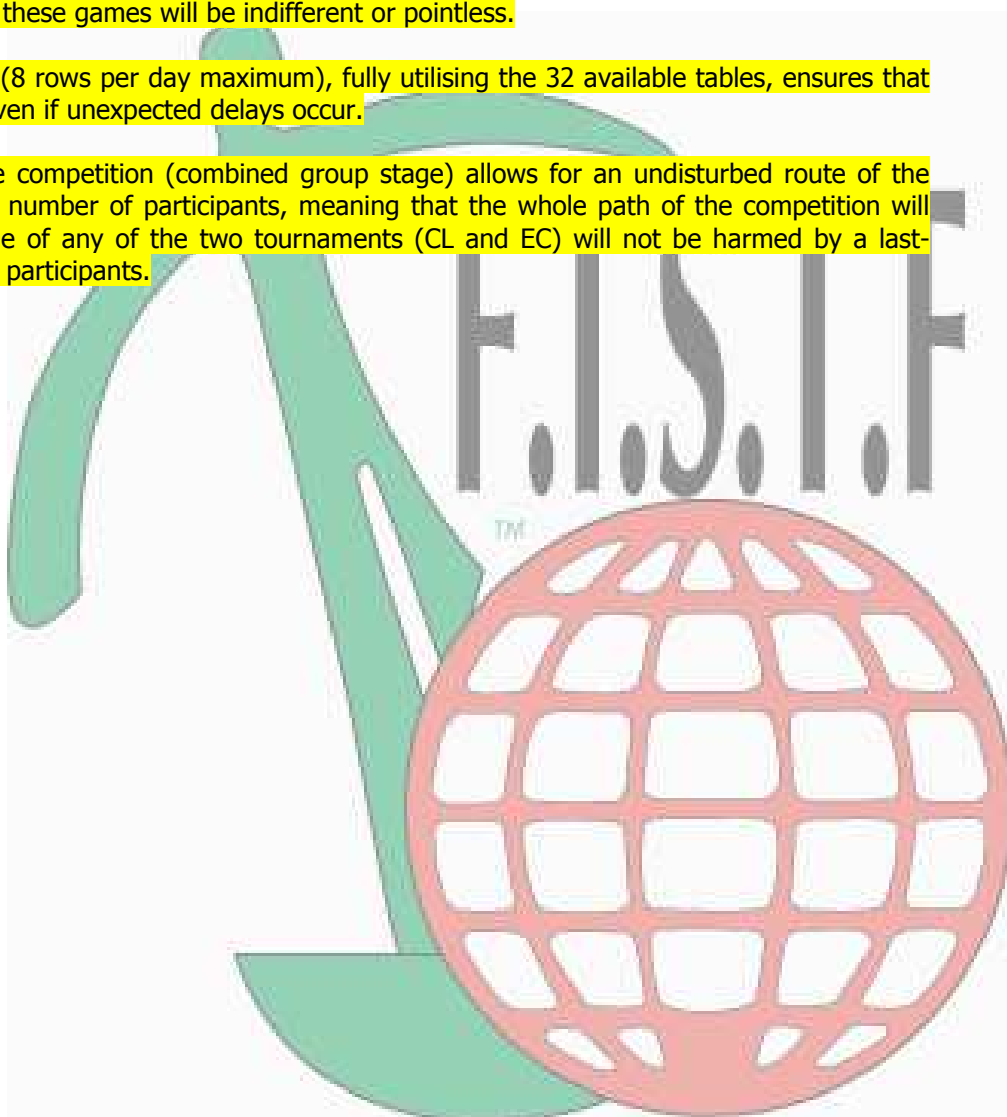 these games will be indifferent or pointless.
(8 rows per day maximum), fully utilising the 32 available tables, ensures that
ven if unexpected delays occur.
e competition (combined group stage) allows for an undisturbed route of the
number of participants, meaning that the whole path of the competition will
e of any of the two tournaments (CL and EC) will not be harmed by a last-
participants.
F.I.S.T.F
TM